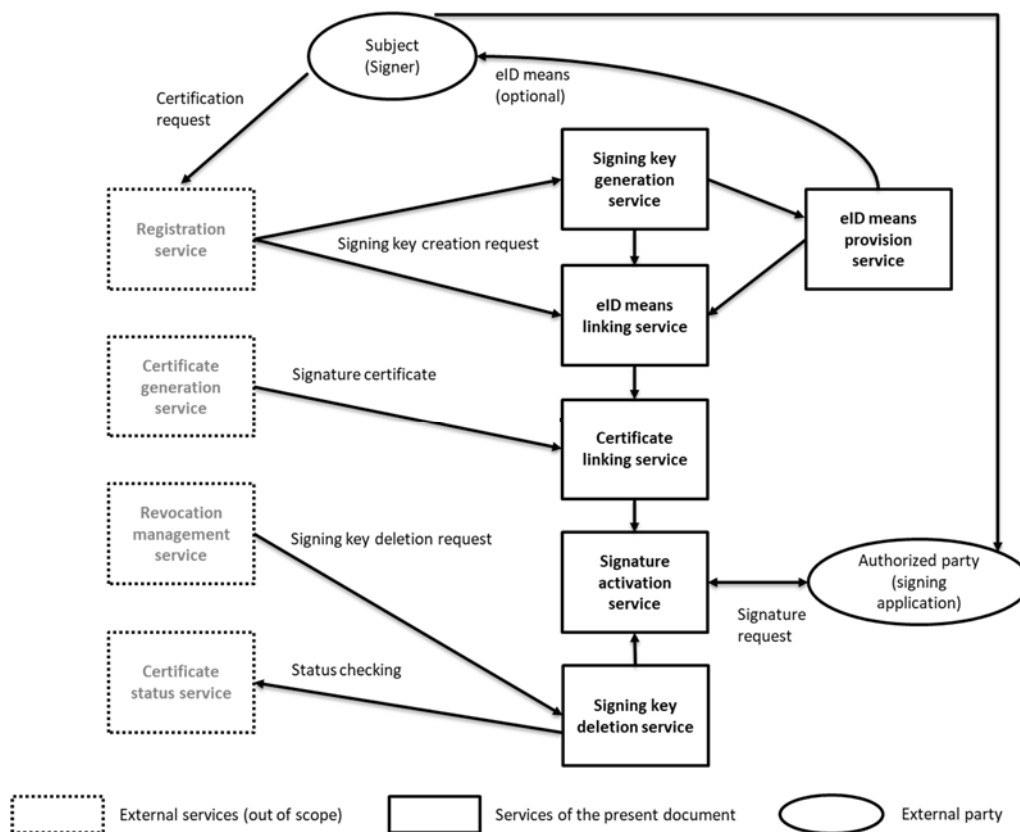 Subject
(Signer)
eID means
(optional)
Certification
request
Signing key
generation
service
Registration
service
eID means
provision
service
Signing key creation request
eID means
linking service
Certificate
generation
service
Signature certificate
Certificate
linking service
Revocation
management
service
Signing key deletion request
Signature
activation
service
Authorized party
(signing
application)
Signature
request
Certificate
status service
Status checking
Signing key
deletion service
External services (out of scope)
Services of the present document
External party